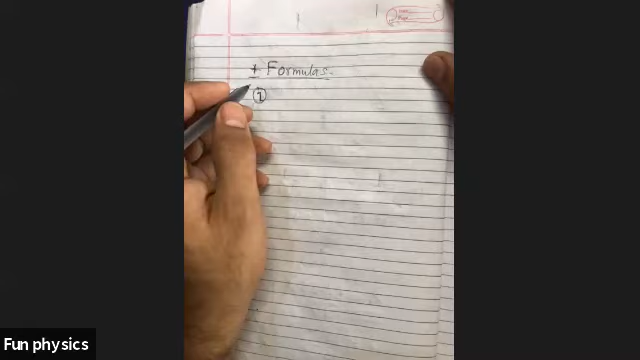 * Formulas.
①
Fun physics